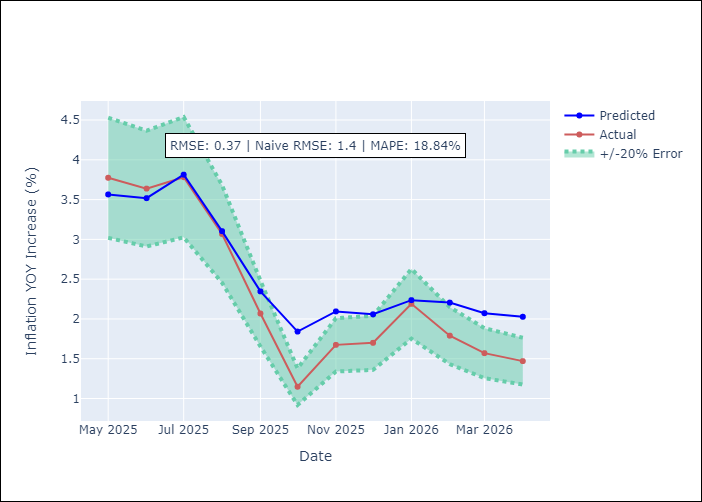 RMSE: 0.37 | Naive RMSE: 1.4 | MAPE: 18.84%
Predicted
Actual
+/-20% Error
Inflation YOY Increase (%)
4.5
4
3.5
3
2.5
2
1.5
1
May 2025
Jul 2025
Sep 2025
Nov 2025
Jan 2026
Mar 2026
Date